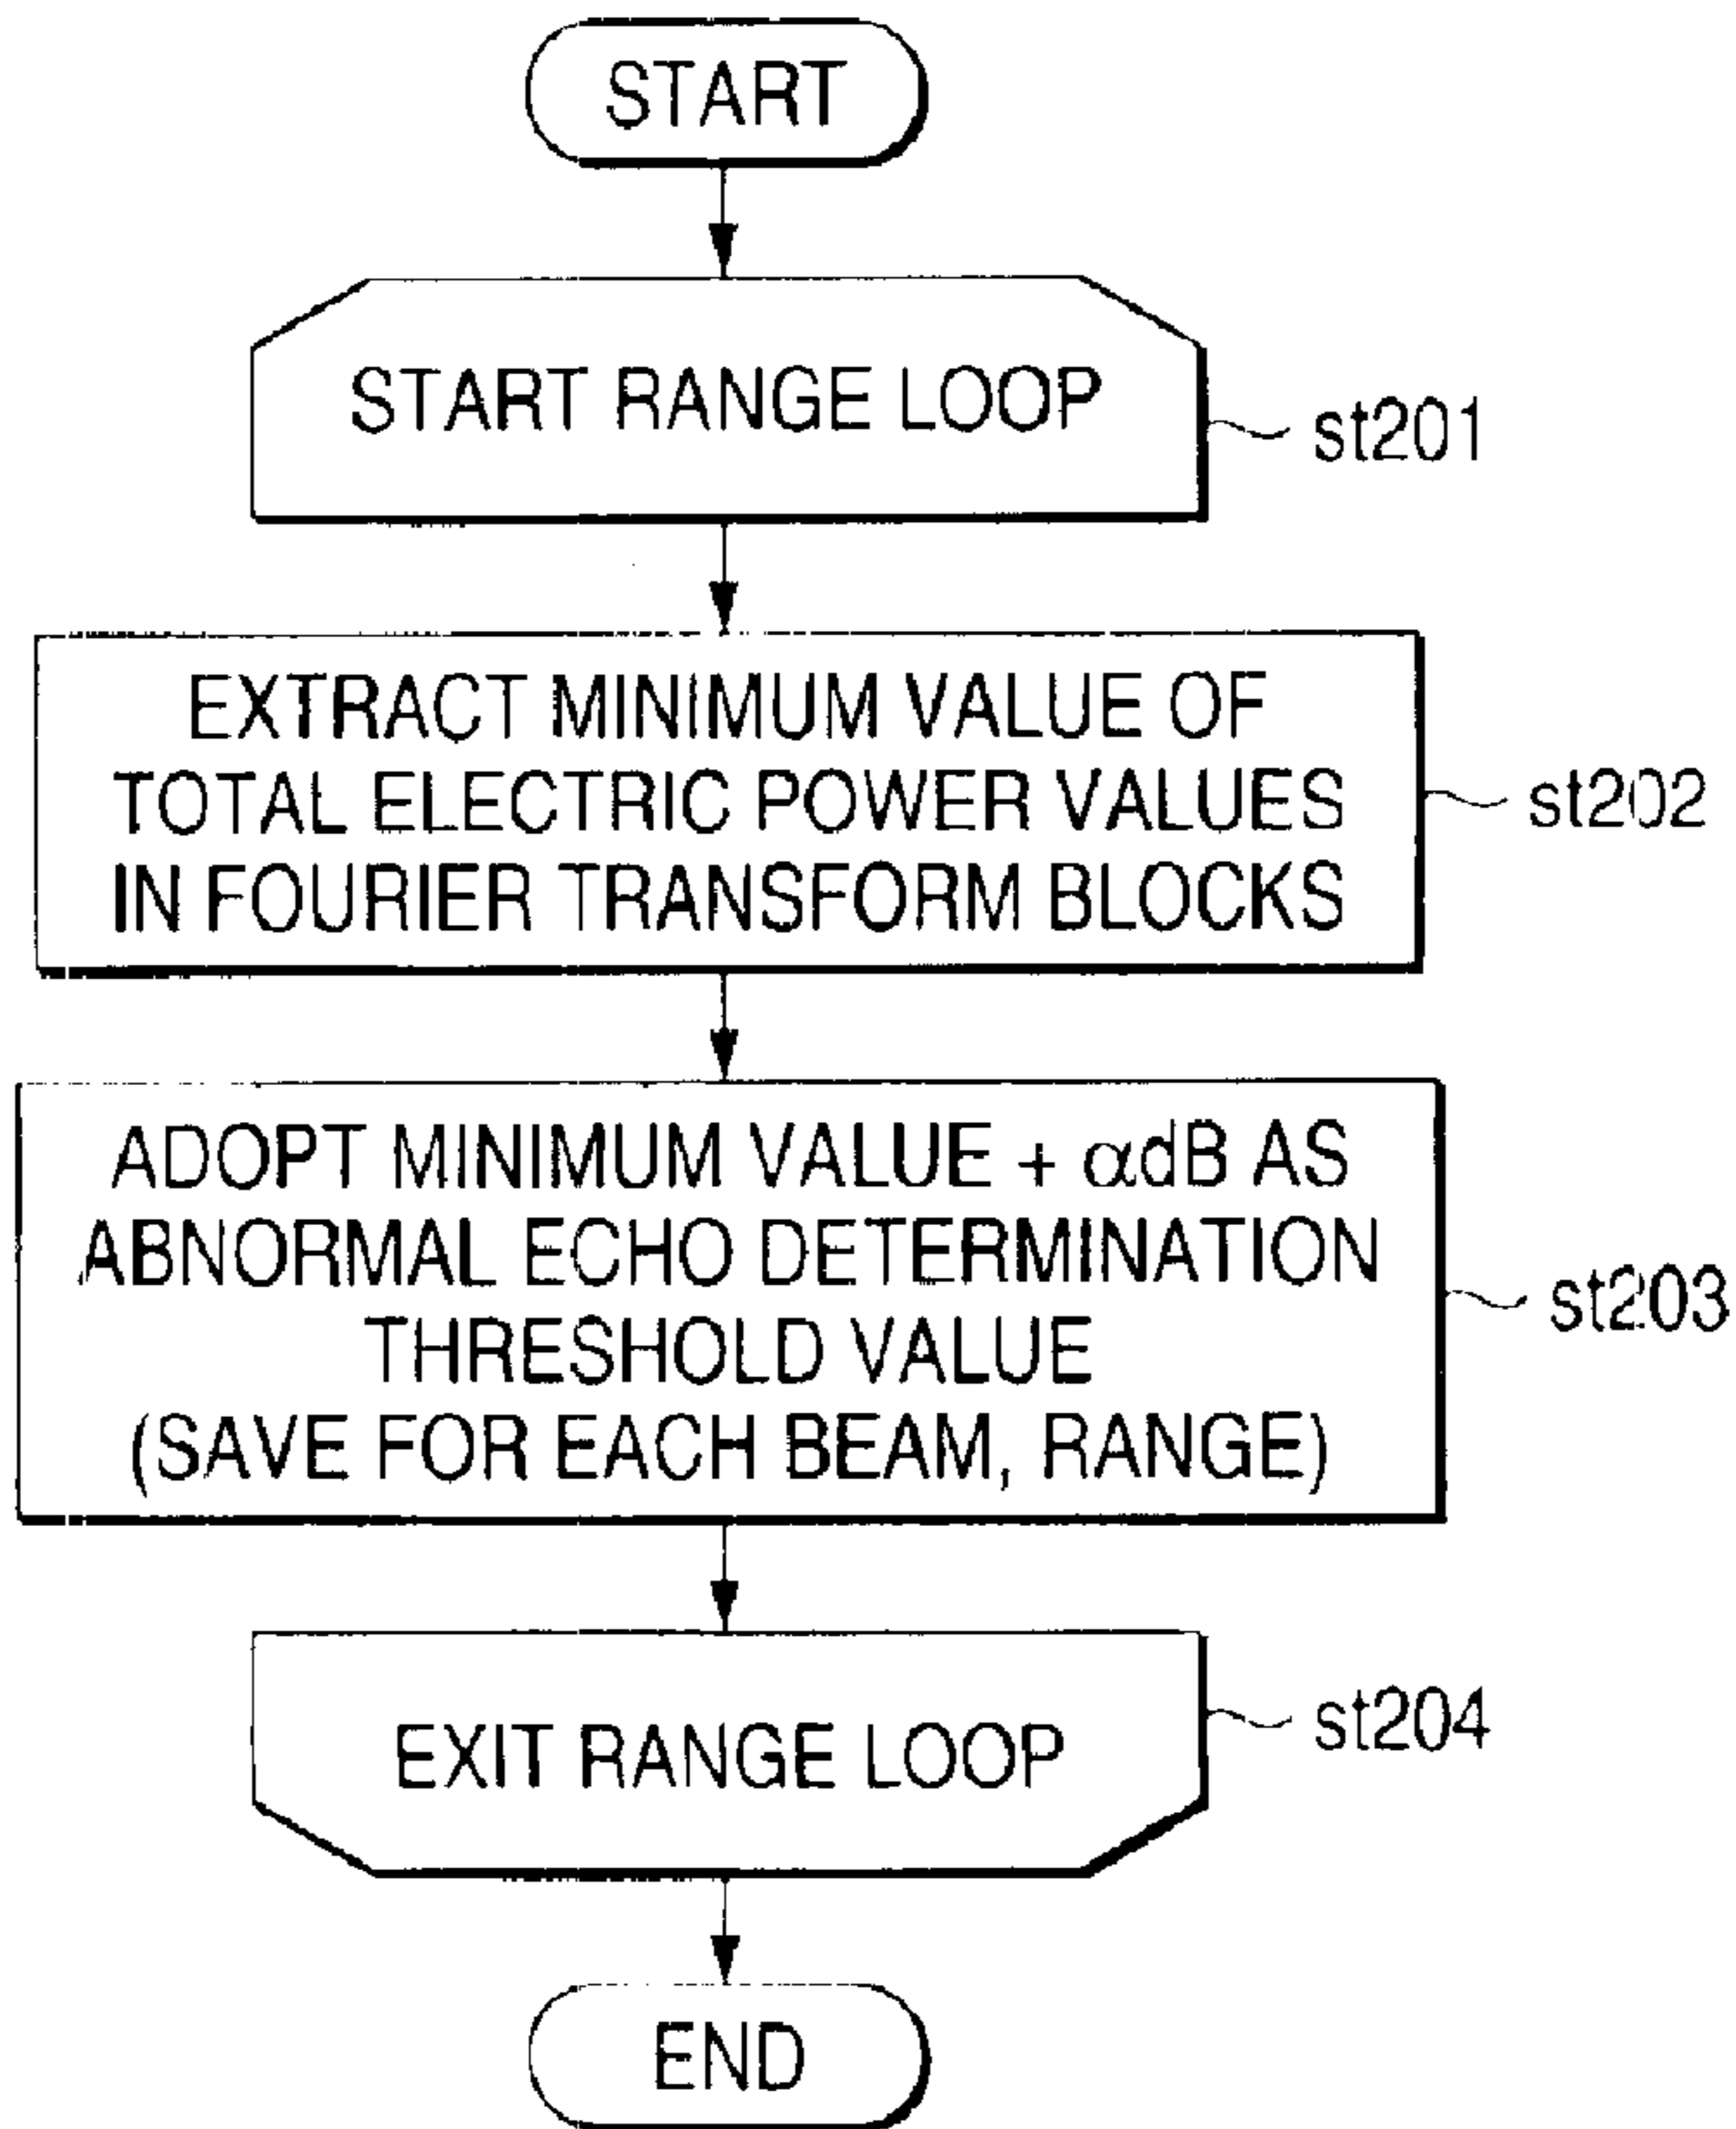 START
START RANGE LOOP
st201
EXTRACT MINIMUM VALUE OF
TOTAL ELECTRIC POWER VALUES
IN FOURIER TRANSFORM BLOCKS
st202
ADOPT MINIMUM VALUE + αdB AS
ABNORMAL ECHO DETERMINATION
THRESHOLD VALUE
(SAVE FOR EACH BEAM, RANGE)
st203
EXIT RANGE LOOP
st204
END